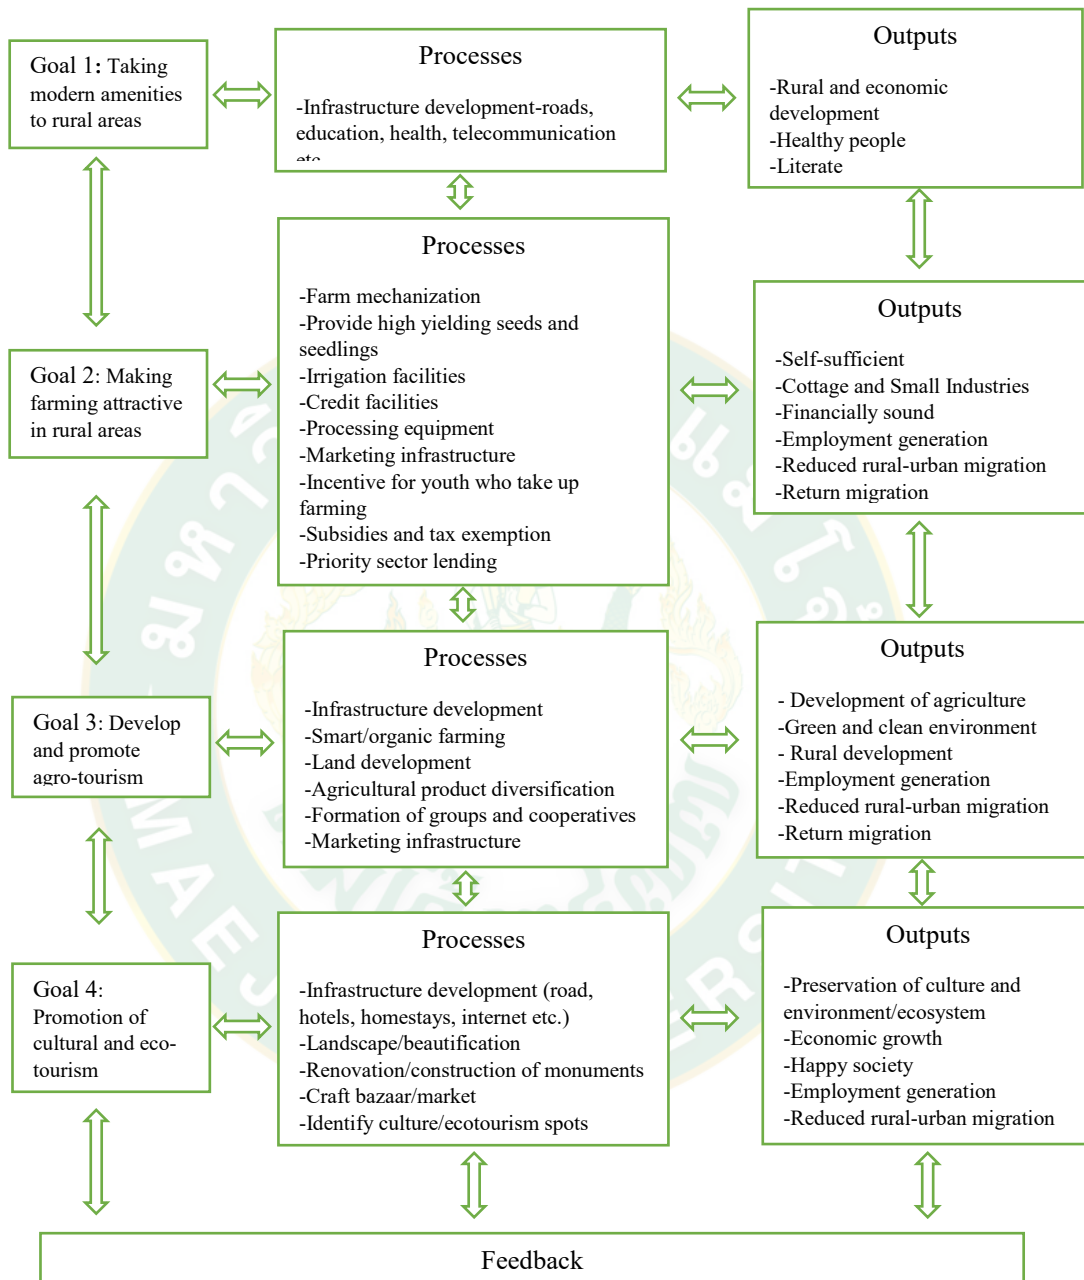 Goal 1: Taking
modern amenities
to rural areas
Processes
-Infrastructure development-roads,
education, health, telecommunication
etc
Outputs
-Rural and economic
development
-Healthy people
-Literate
Goal 2: Making
farming attractive
in rural areas
Processes
-Farm mechanization
-Provide high yielding seeds and
seedlings
-Irrigation facilities
-Credit facilities
-Processing equipment
-Marketing infrastructure
-Incentive for youth who take up
farming
-Subsidies and tax exemption
-Priority sector lending
Outputs
-Self-sufficient
-Cottage and Small Industries
-Financially sound
-Employment generation
-Reduced rural-urban migration
-Return migration
Goal 3: Develop
and promote
agro-tourism
Processes
-Infrastructure development
-Smart/organic farming
-Land development
-Agricultural product diversification
-Formation of groups and cooperatives
-Marketing infrastructure
Outputs
- Development of agriculture
-Green and clean environment
- Rural development
-Employment generation
-Reduced rural-urban migration
-Return migration
Goal 4:
Promotion of
cultural and eco-
tourism
Processes
-Infrastructure development (road,
hotels, homestays, internet etc.)
-Landscape/beautification
-Renovation/construction of monuments
-Craft bazaar/market
-Identify culture/ecotourism spots
Outputs
-Preservation of culture and
environment/ecosystem
-Economic growth
-Happy society
-Employment generation
-Reduced rural-urban migration
Feedback